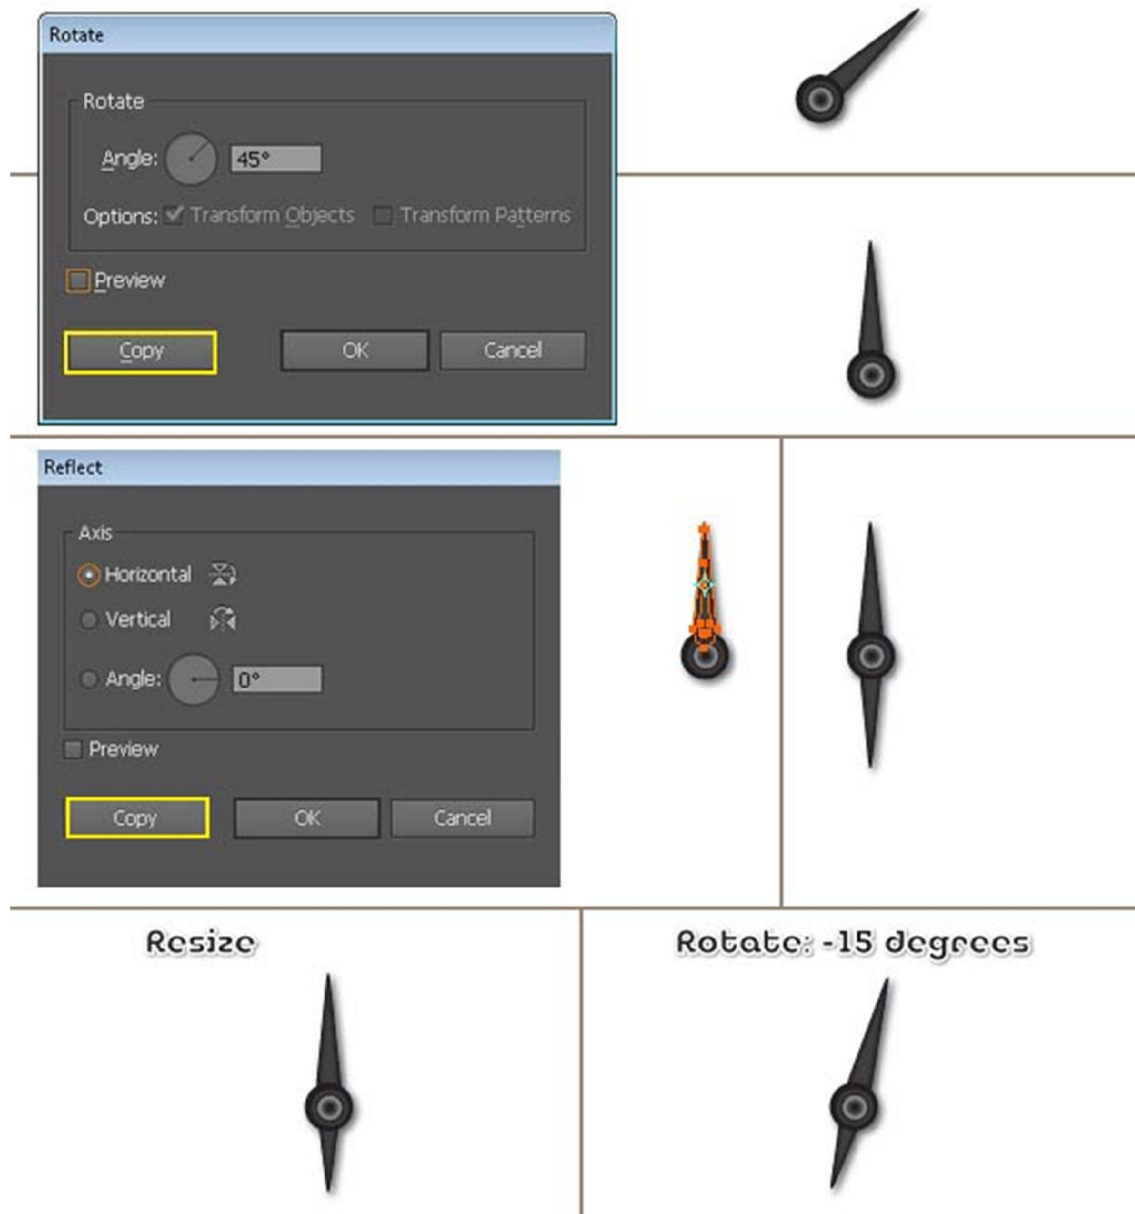 Rotate
Rotate
Angle: 45°
Options: Transform Objects Transform Patterns
Preview
Copy OK Cancel
Reflect
Axis
Horizontal
Vertical
Angle: 0°
Preview
Copy OK Cancel
Resize
Rotate: -15 degrees